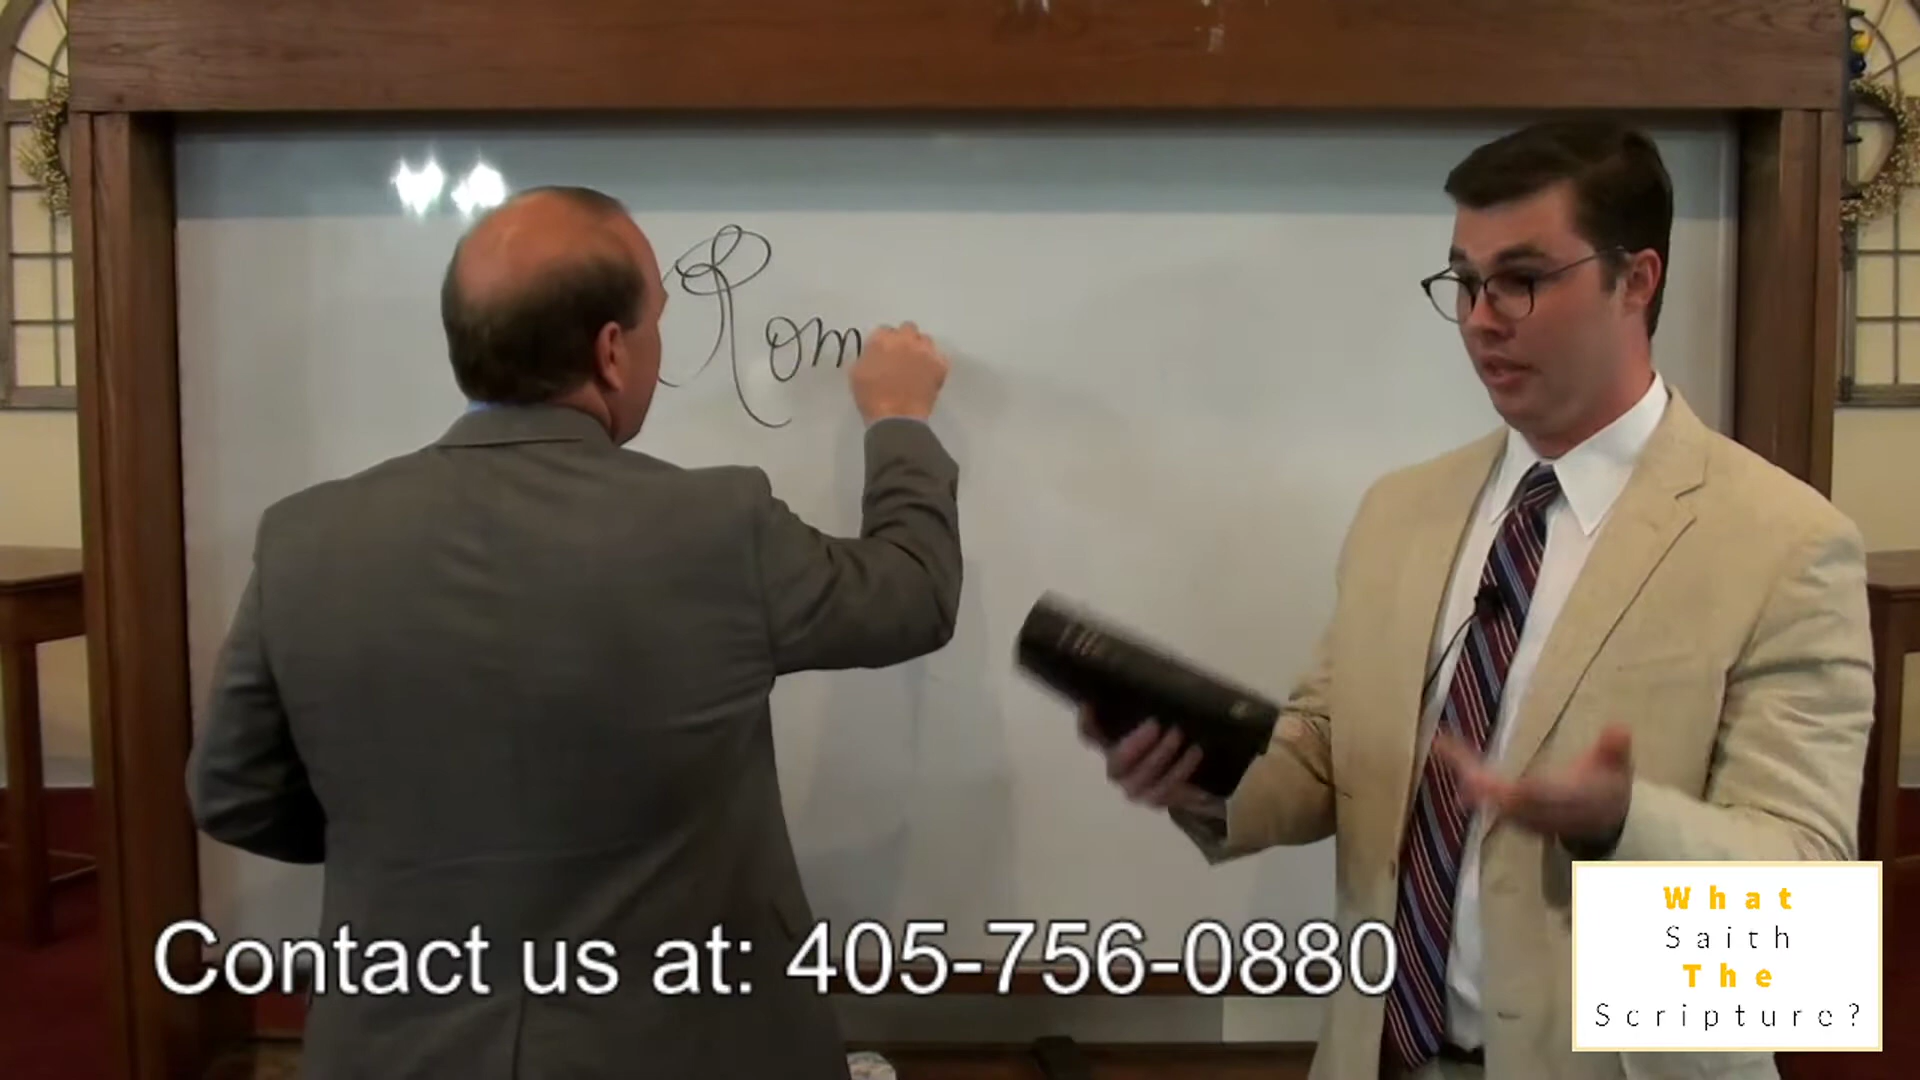 Rom
Contact us at: 405-756-0880
What
Saith
The
Scripture?